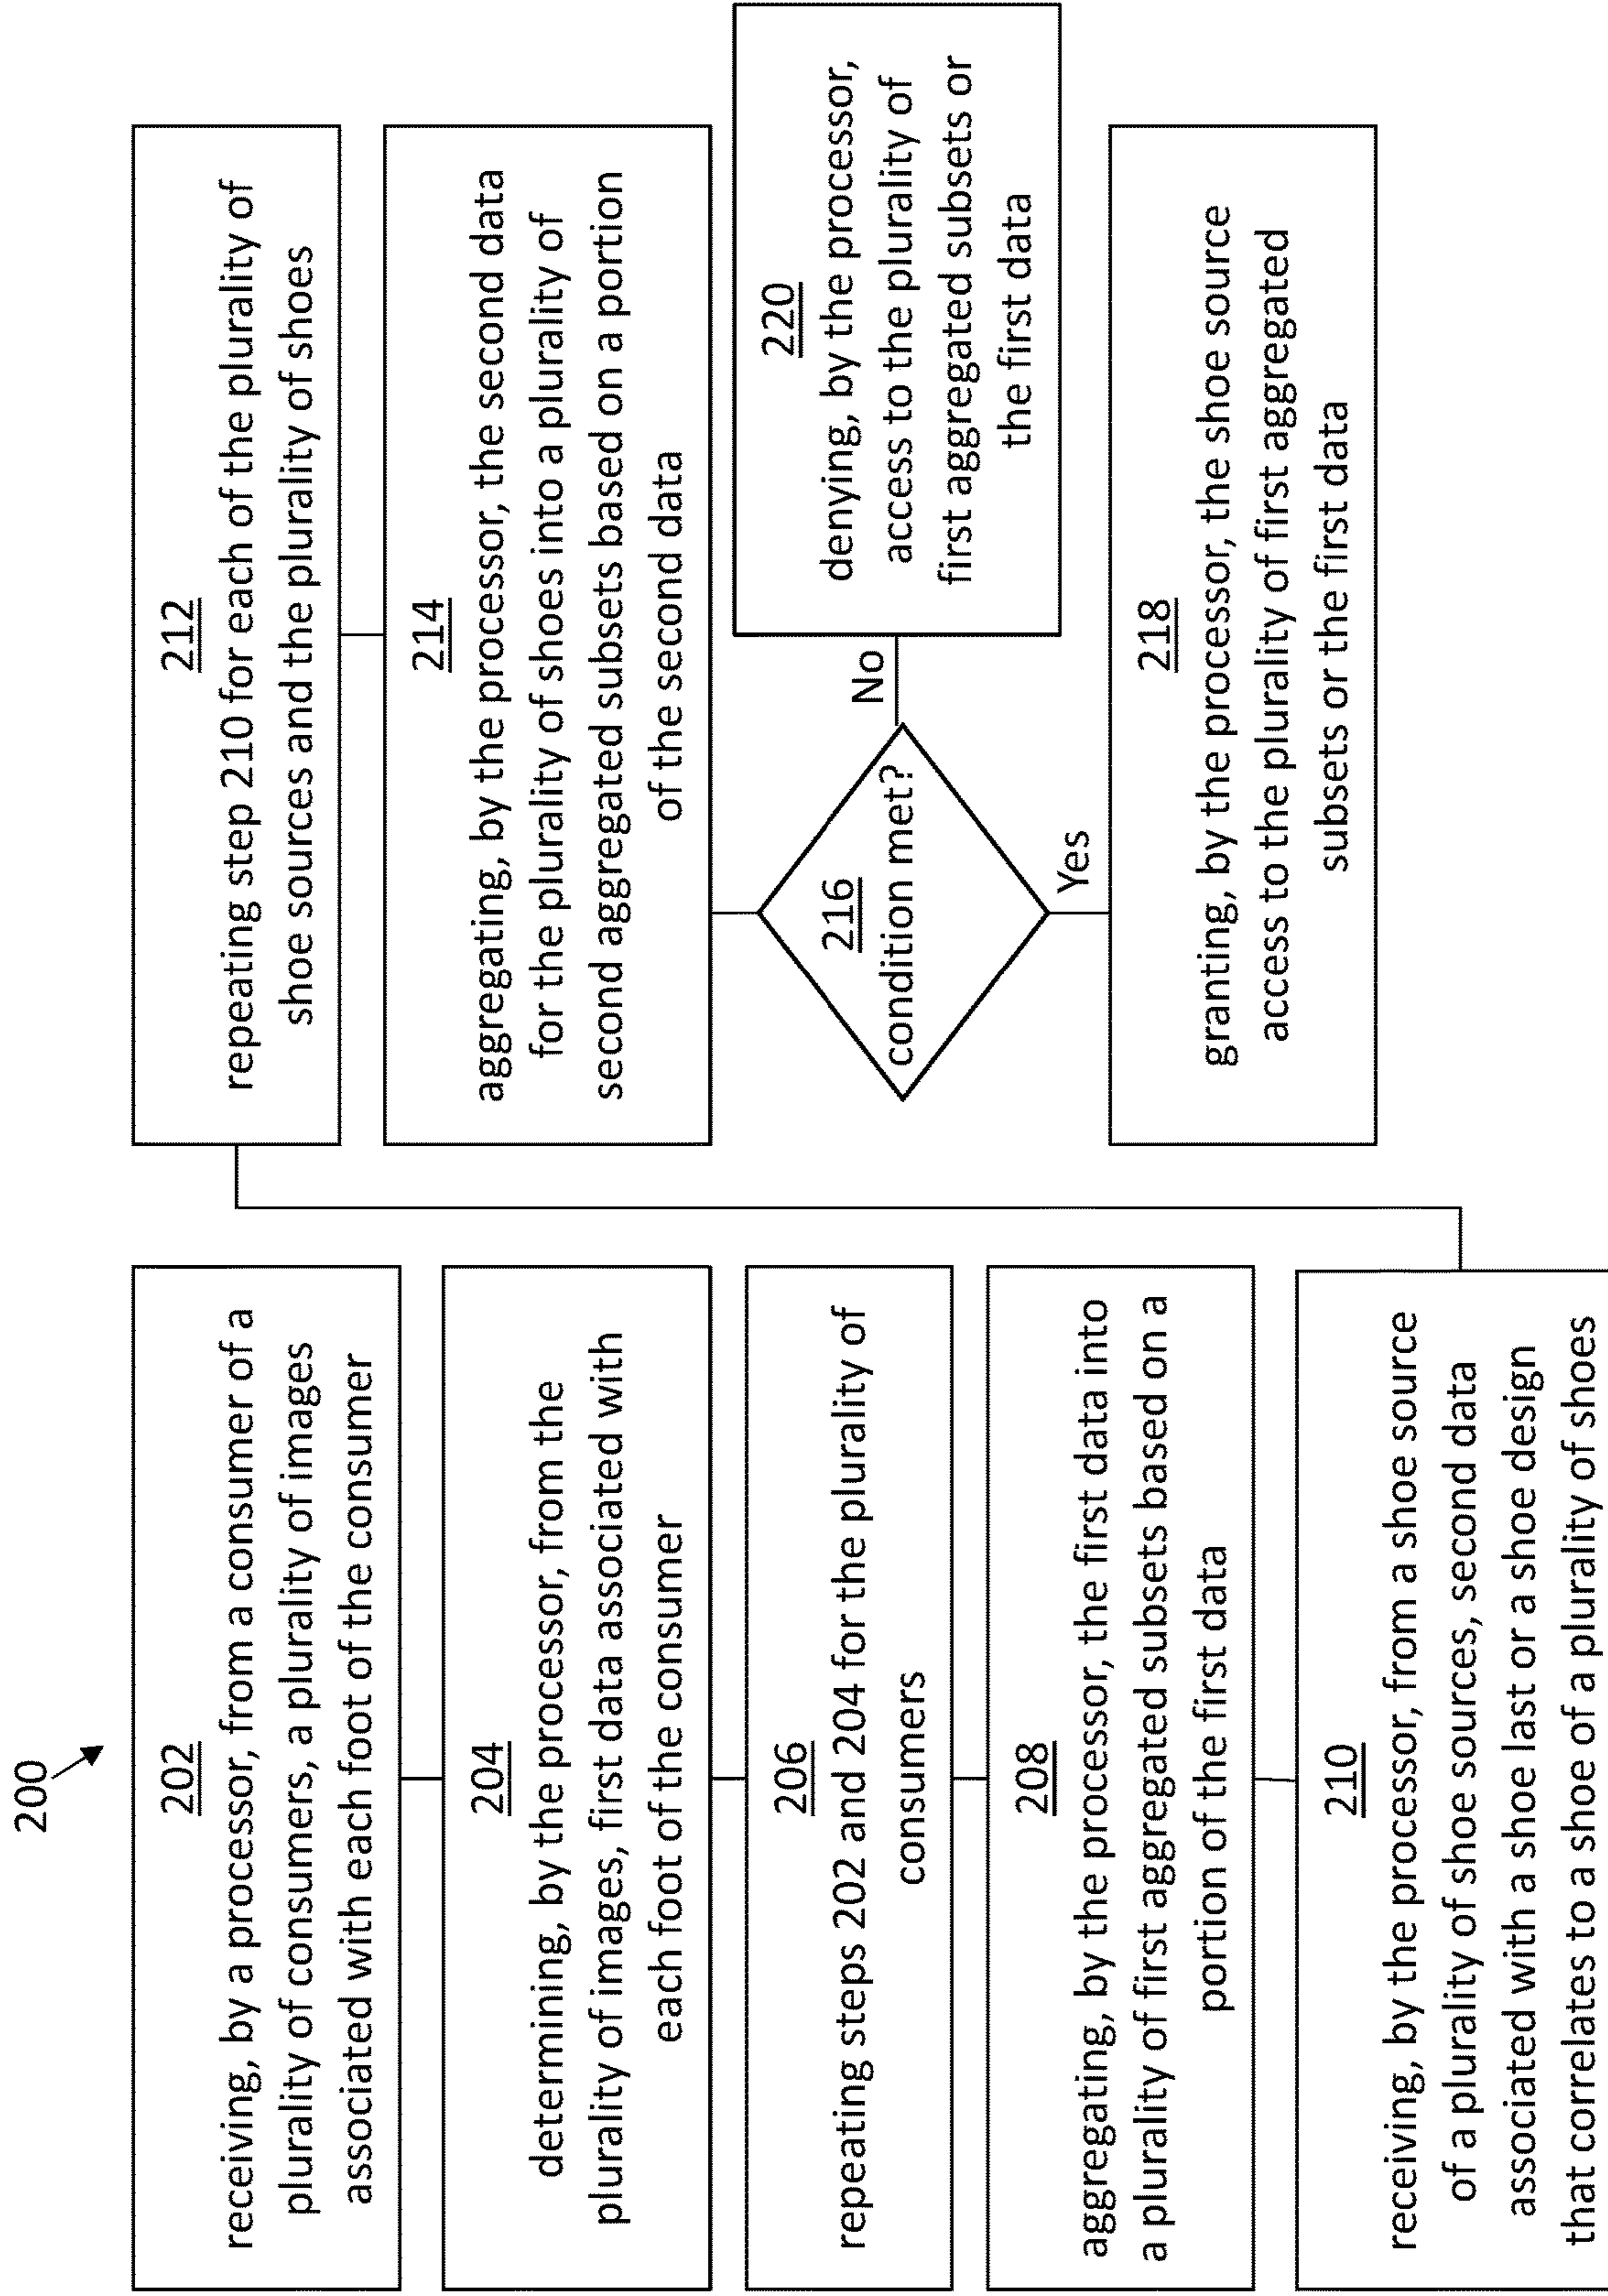 200
202
receiving, by a processor, from a consumer of a
plurality of consumers, a plurality of images
associated with each foot of the consumer
204
determining, by the processor, from the
plurality of images, first data associated with
each foot of the consumer
206
repeating steps 202 and 204 for the plurality of
consumers
208
aggregating, by the processor, the first data into
a plurality of first aggregated subsets based on a
portion of the first data
210
receiving, by the processor, from a shoe source
of a plurality of shoe sources, second data
associated with a shoe last or a shoe design
that correlates to a shoe of a plurality of shoes
212
repeating step 210 for each of the plurality of
shoe sources and the plurality of shoes
214
aggregating, by the processor, the second data
for the plurality of shoes into a plurality of
second aggregated subsets based on a portion
of the second data
216
condition met?
No
220
denying, by the processor,
access to the plurality of
first aggregated subsets or
the first data
Yes
218
granting, by the processor, the shoe source
access to the plurality of first aggregated
subsets or the first data